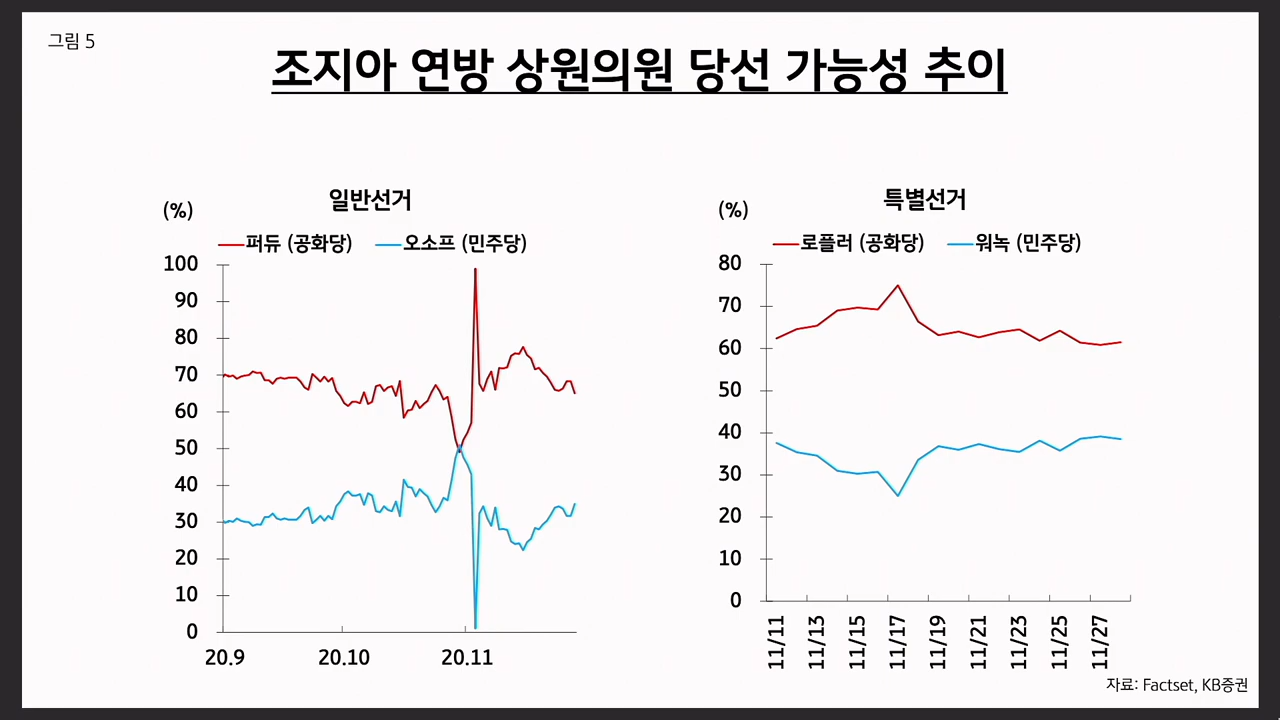 그림 5
조지아 연방 상원의원 당선 가능성 추이
일반선거
(%)
퍼듀 (공화당) 오소프 (민주당)
100
90
80
70
60
50
40
30
20
10
0
20.9 20.10 20.11
특별선거
(%)
로플러 (공화당) 워녹 (민주당)
80
70
60
50
40
30
20
10
0
11/11 11/13 11/15 11/17 11/19 11/21 11/23 11/25 11/27
자료: Factset, KB증권